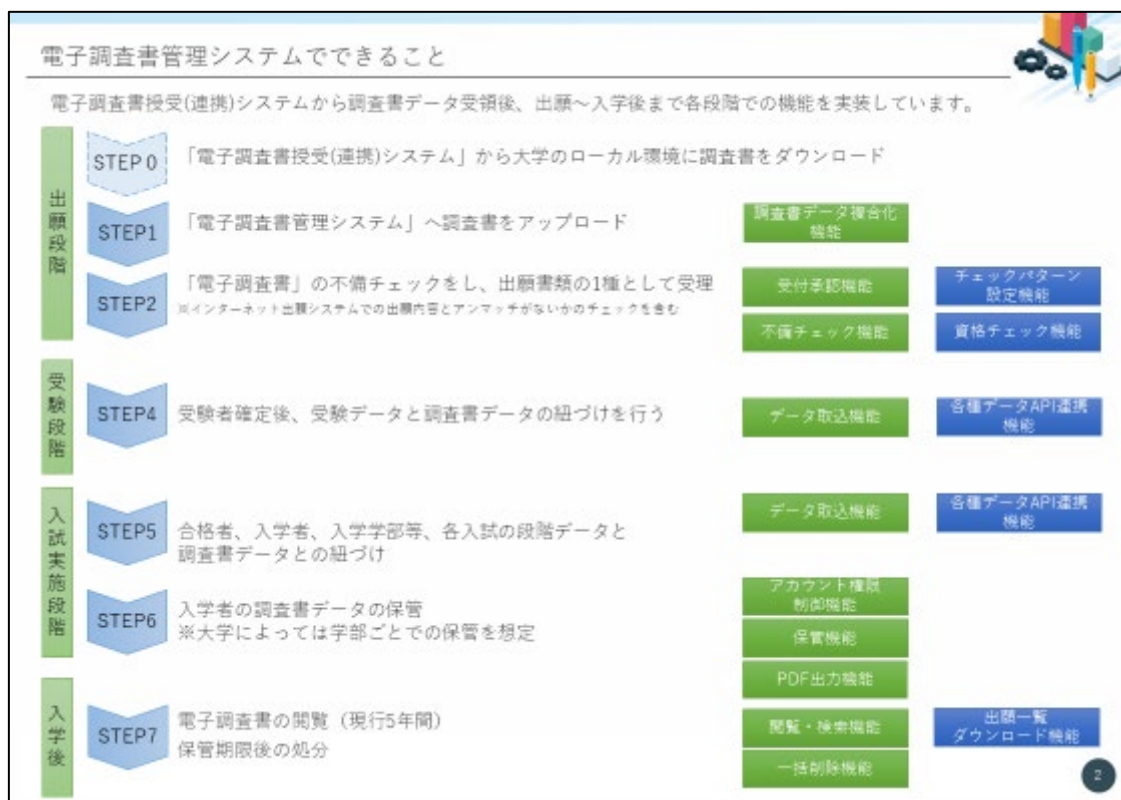 電子調査書管理システムでできること
電子調査書授受(連携)システムから調査書データ受領後、出願～入学後まで各段階での機能を実装しています。
出願段階
STEP 0
「電子調査書授受(連携)システム」から大学のローカル環境に調査書をダウンロード
STEP1
「電子調査書管理システム」へ調査書をアップロード
調査書データ複合化
機能
STEP2
「電子調査書」の不備チェックをし、出願書類の1種として受理
※インターネット出願システムでの出願内容とアンマッチがないかのチェックを含む
受付承認機能
チェックパターン
設定機能
不備チェック機能
資格チェック機能
受験段階
STEP4
受験者確定後、受験データと調査書データの紐づけを行う
データ取込機能
各種データAPI連携
機能
入試実施段階
STEP5
合格者、入学者、入学学部等、各入試の段階データと
調査書データとの紐づけ
データ取込機能
各種データAPI連携
機能
STEP6
入学者の調査書データの保管
※大学によっては学部ごとでの保管を想定
アカウント権限
制御機能
保管機能
PDF出力機能
入学後
STEP7
電子調査書の閲覧（現行5年間）
保管期限後の処分
閲覧・検索機能
出願一覧
ダウンロード機能
一括削除機能
2